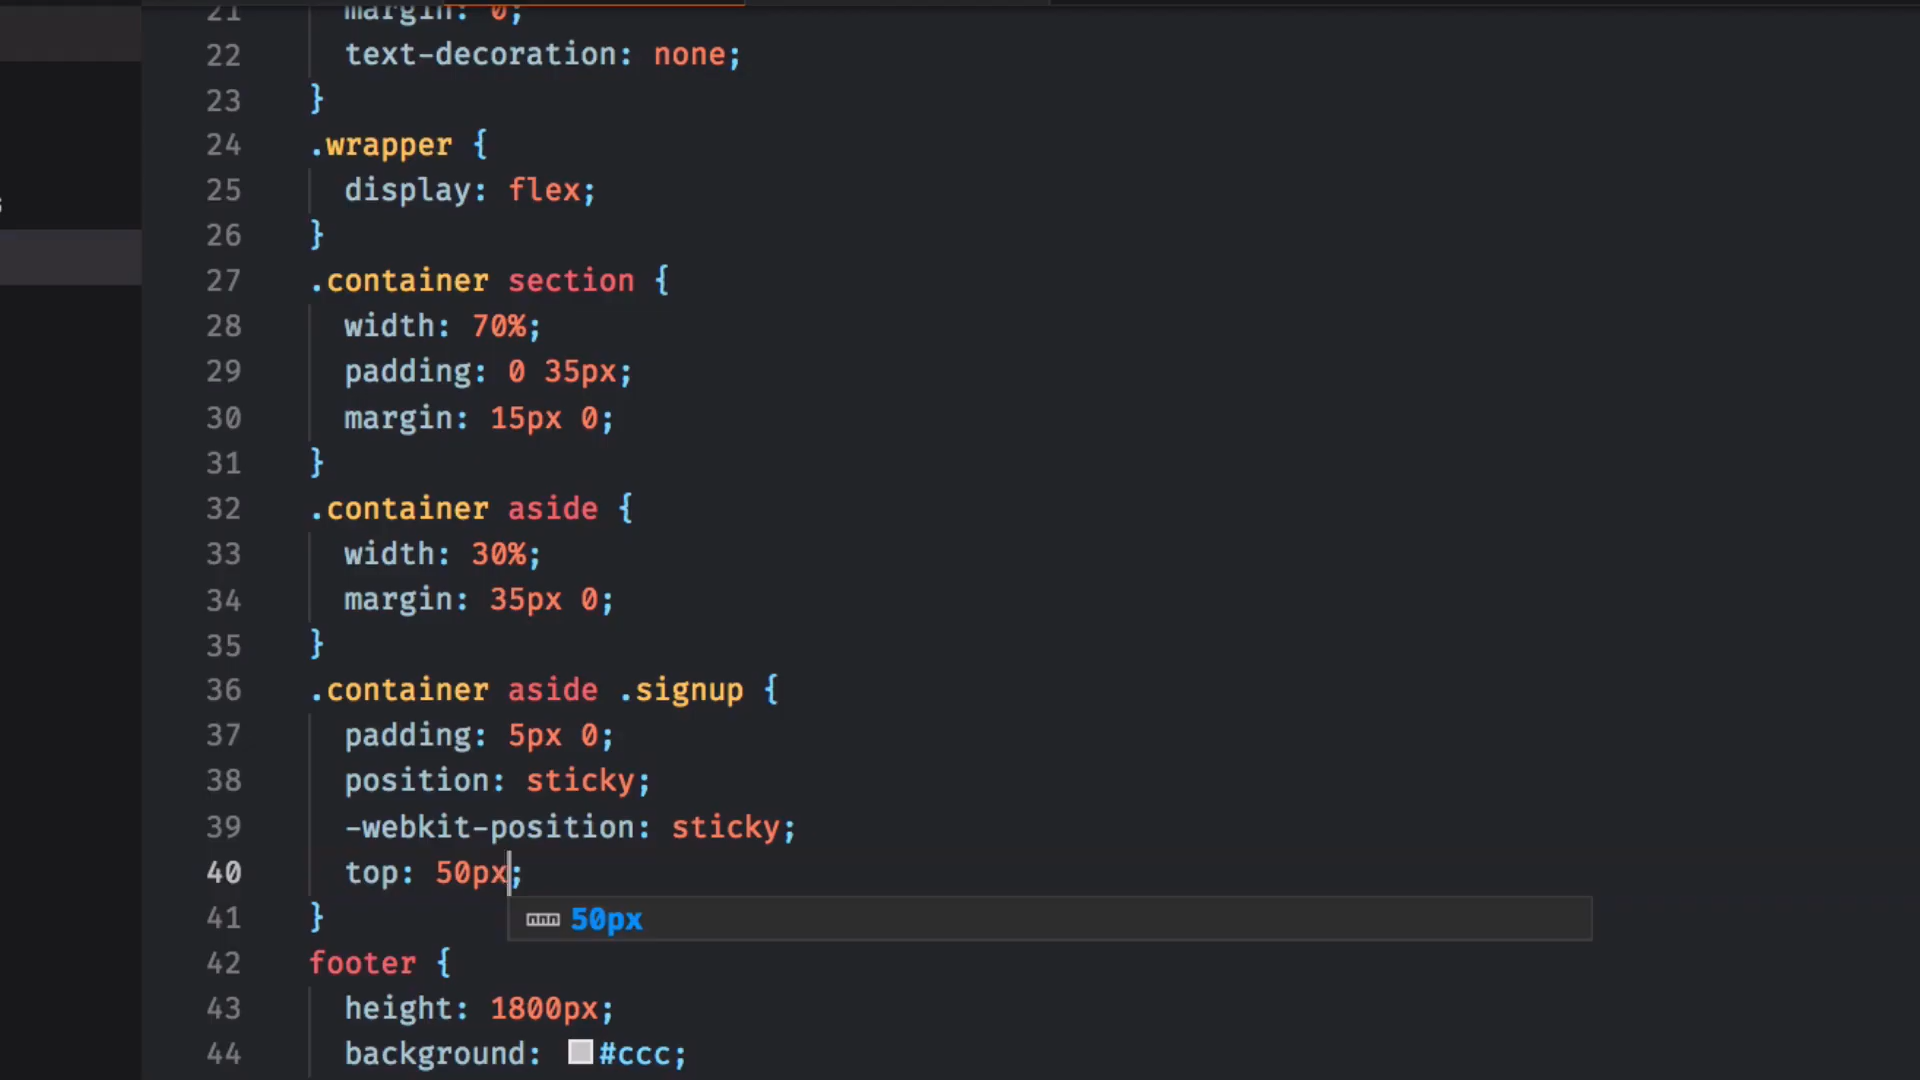 21 margin: 0;
22 text-decoration: none;
23 }
24 .wrapper {
25 display: flex;
26 }
27 .container section {
28 width: 70%;
29 padding: 0 35px;
30 margin: 15px 0;
31 }
32 .container aside {
33 width: 30%;
34 margin: 35px 0;
35 }
36 .container aside .signup {
37 padding: 5px 0;
38 position: sticky;
39 -webkit-position: sticky;
40 top: 50px;
41 }
50px
42 footer {
43 height: 1800px;
44 background: #ccc;